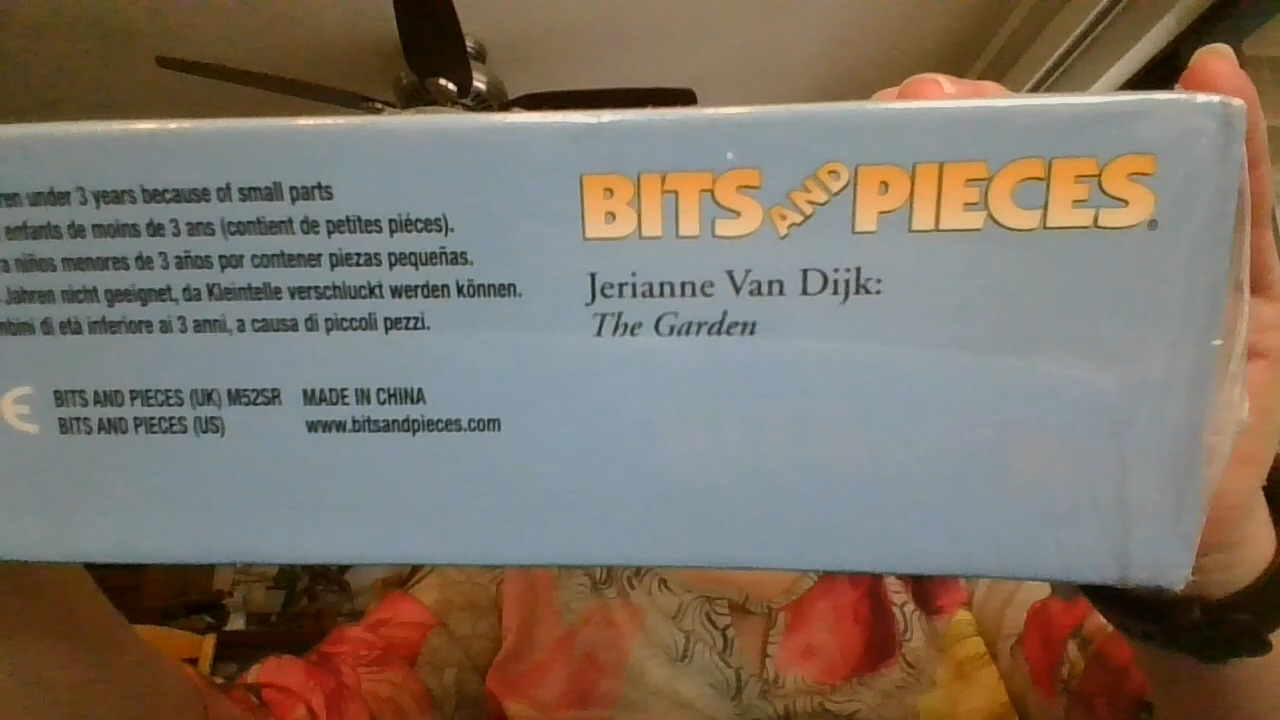 under 3 years because of small parts
enfants de moins de 3 ans (contient de petites pièces).
a niños menores de 3 años por contener piezas pequeñas.
Jahren nicht geeignet, da Kleintelle verschluckt werden können.
di età inferiore ai 3 anni, a causa di piccoli pezzi.
CE BITS AND PIECES (UK) M52SR MADE IN CHINA
BITS AND PIECES (US) www.bitsandpieces.com
BITS AND PIECES®
Jerianne Van Dijk:
The Garden